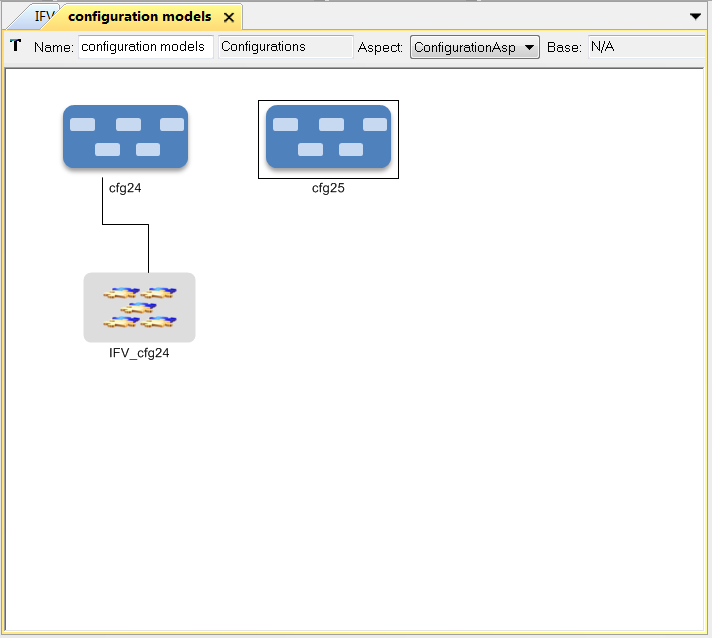 IFV
configuration models
T Name: configuration models Configurations Aspect: ConfigurationAsp Base: N/A
cfg24
cfg25
IFV_cfg24